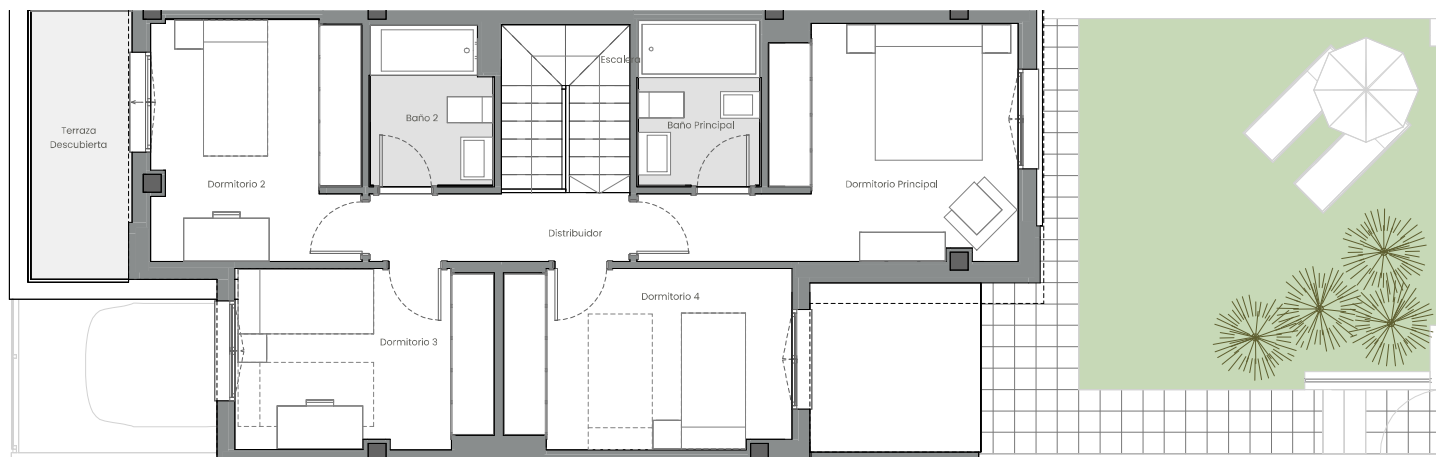 Escalera
Terraza
Descubierta
Baño 2
Baño Principal
Dormitorio 2
Dormitorio Principal
Distribuidor
Dormitorio 4
Dormitorio 3